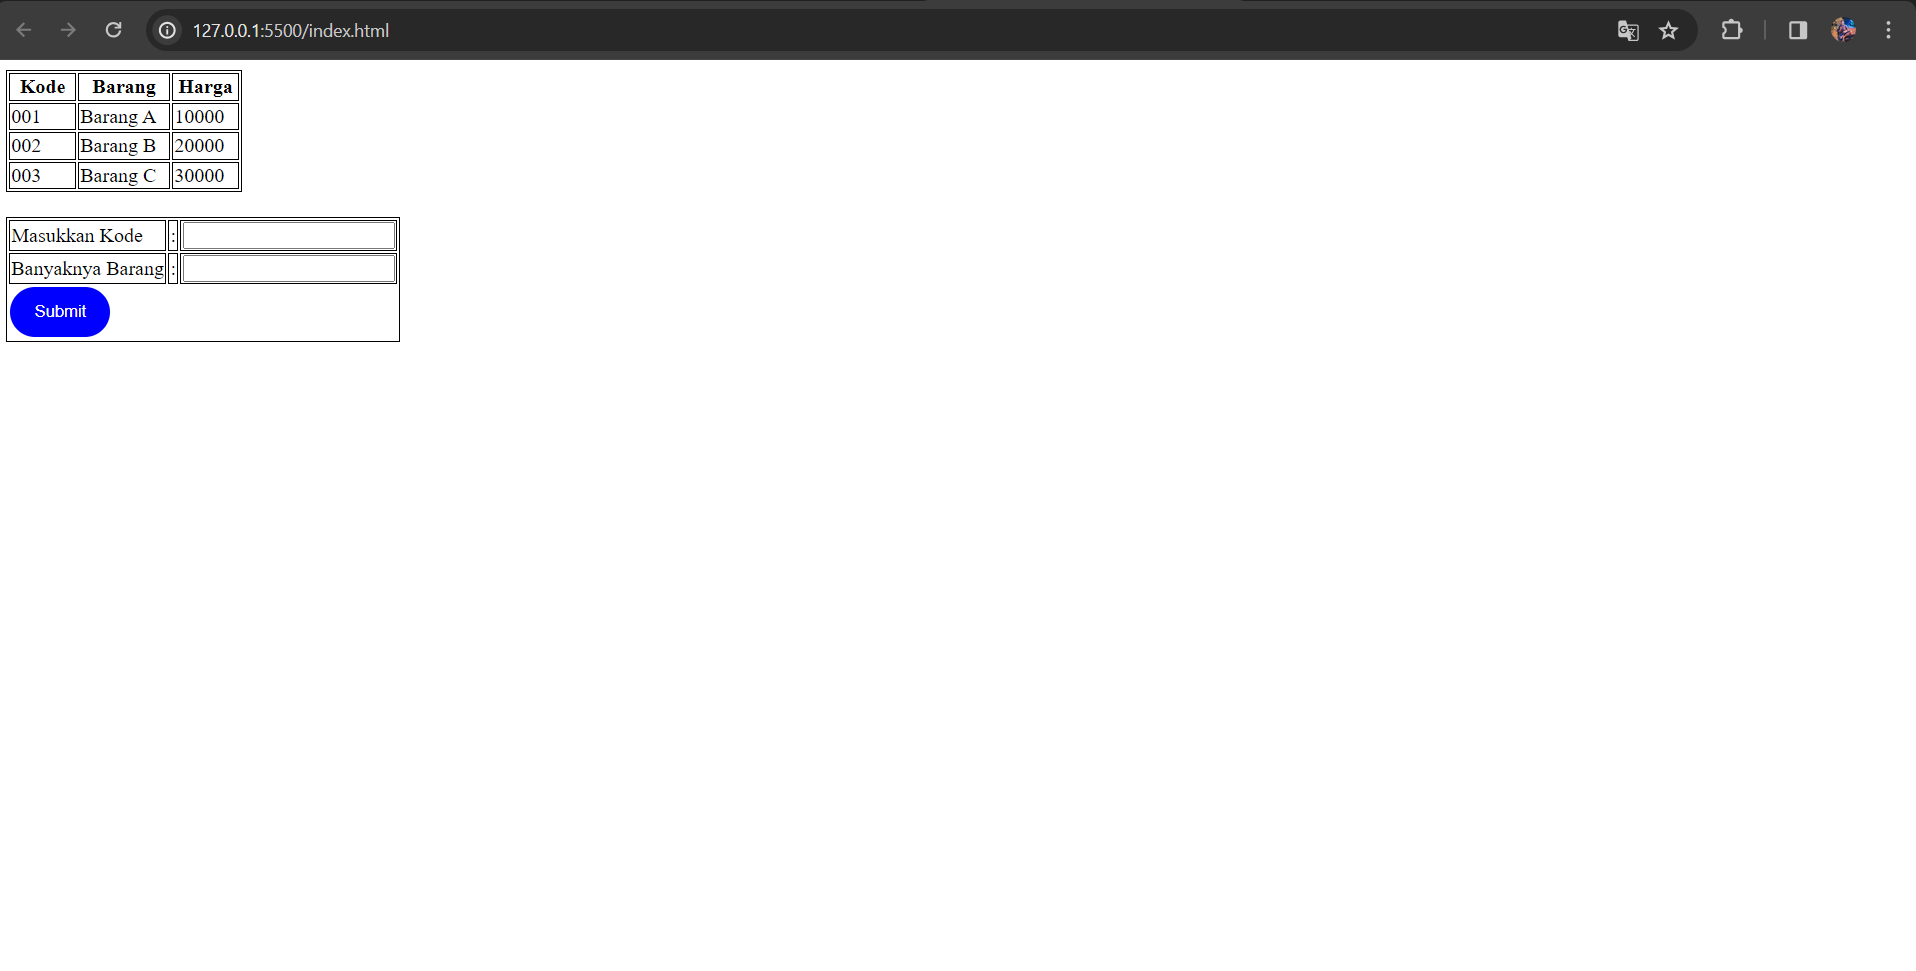 127.0.0.1:5500/index.html
Kode Barang Harga
001 Barang A 10000
002 Barang B 20000
003 Barang C 30000
Masukkan Kode :
Banyaknya Barang :
Submit